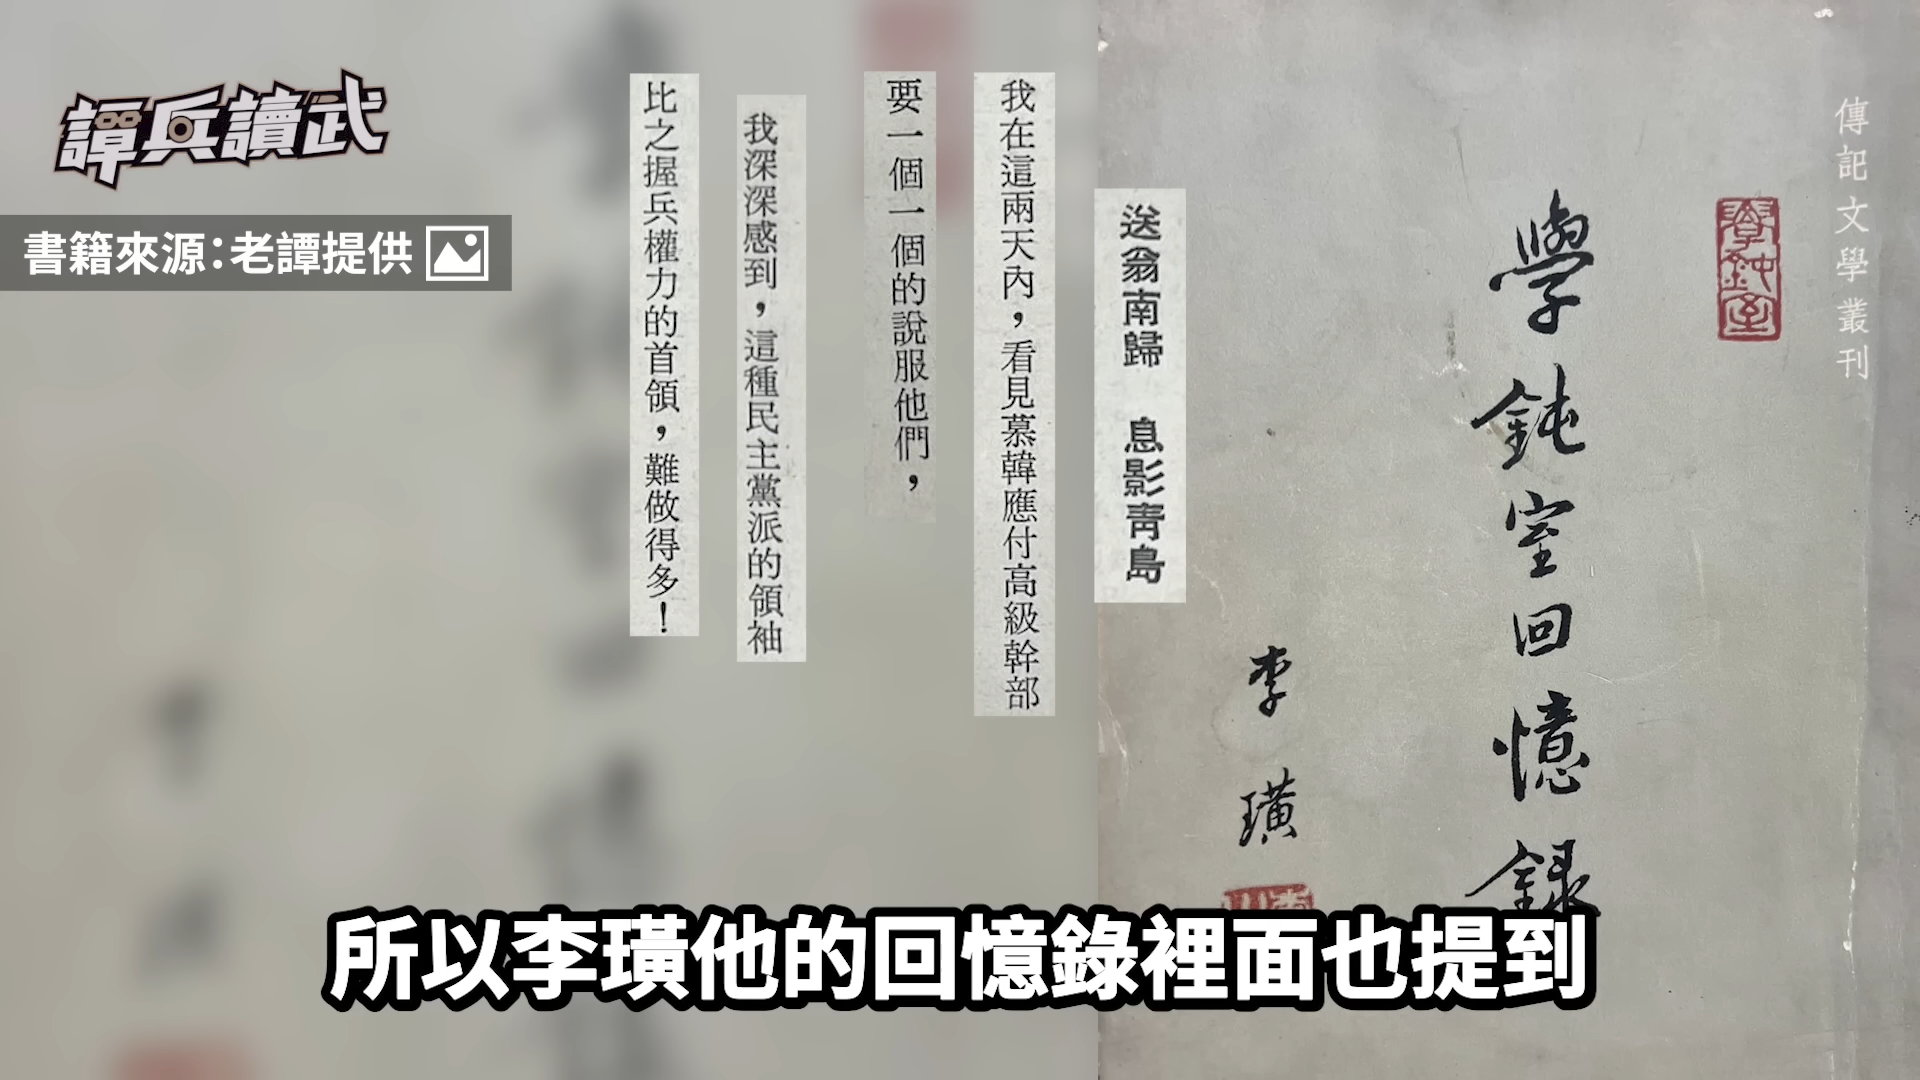 譚兵讀武
書籍來源：老譚提供
傳記文學叢刊
學鈍室
學鈍室回憶錄
李璜
送翁南歸　息影青島
我在這兩天內，看見慕韓應付高級幹部
要一個一個的說服他們，
我深深感到，這種民主黨派的領袖
比之握兵權力的首領，難做得多！
所以李璜他的回憶錄裡面也提到